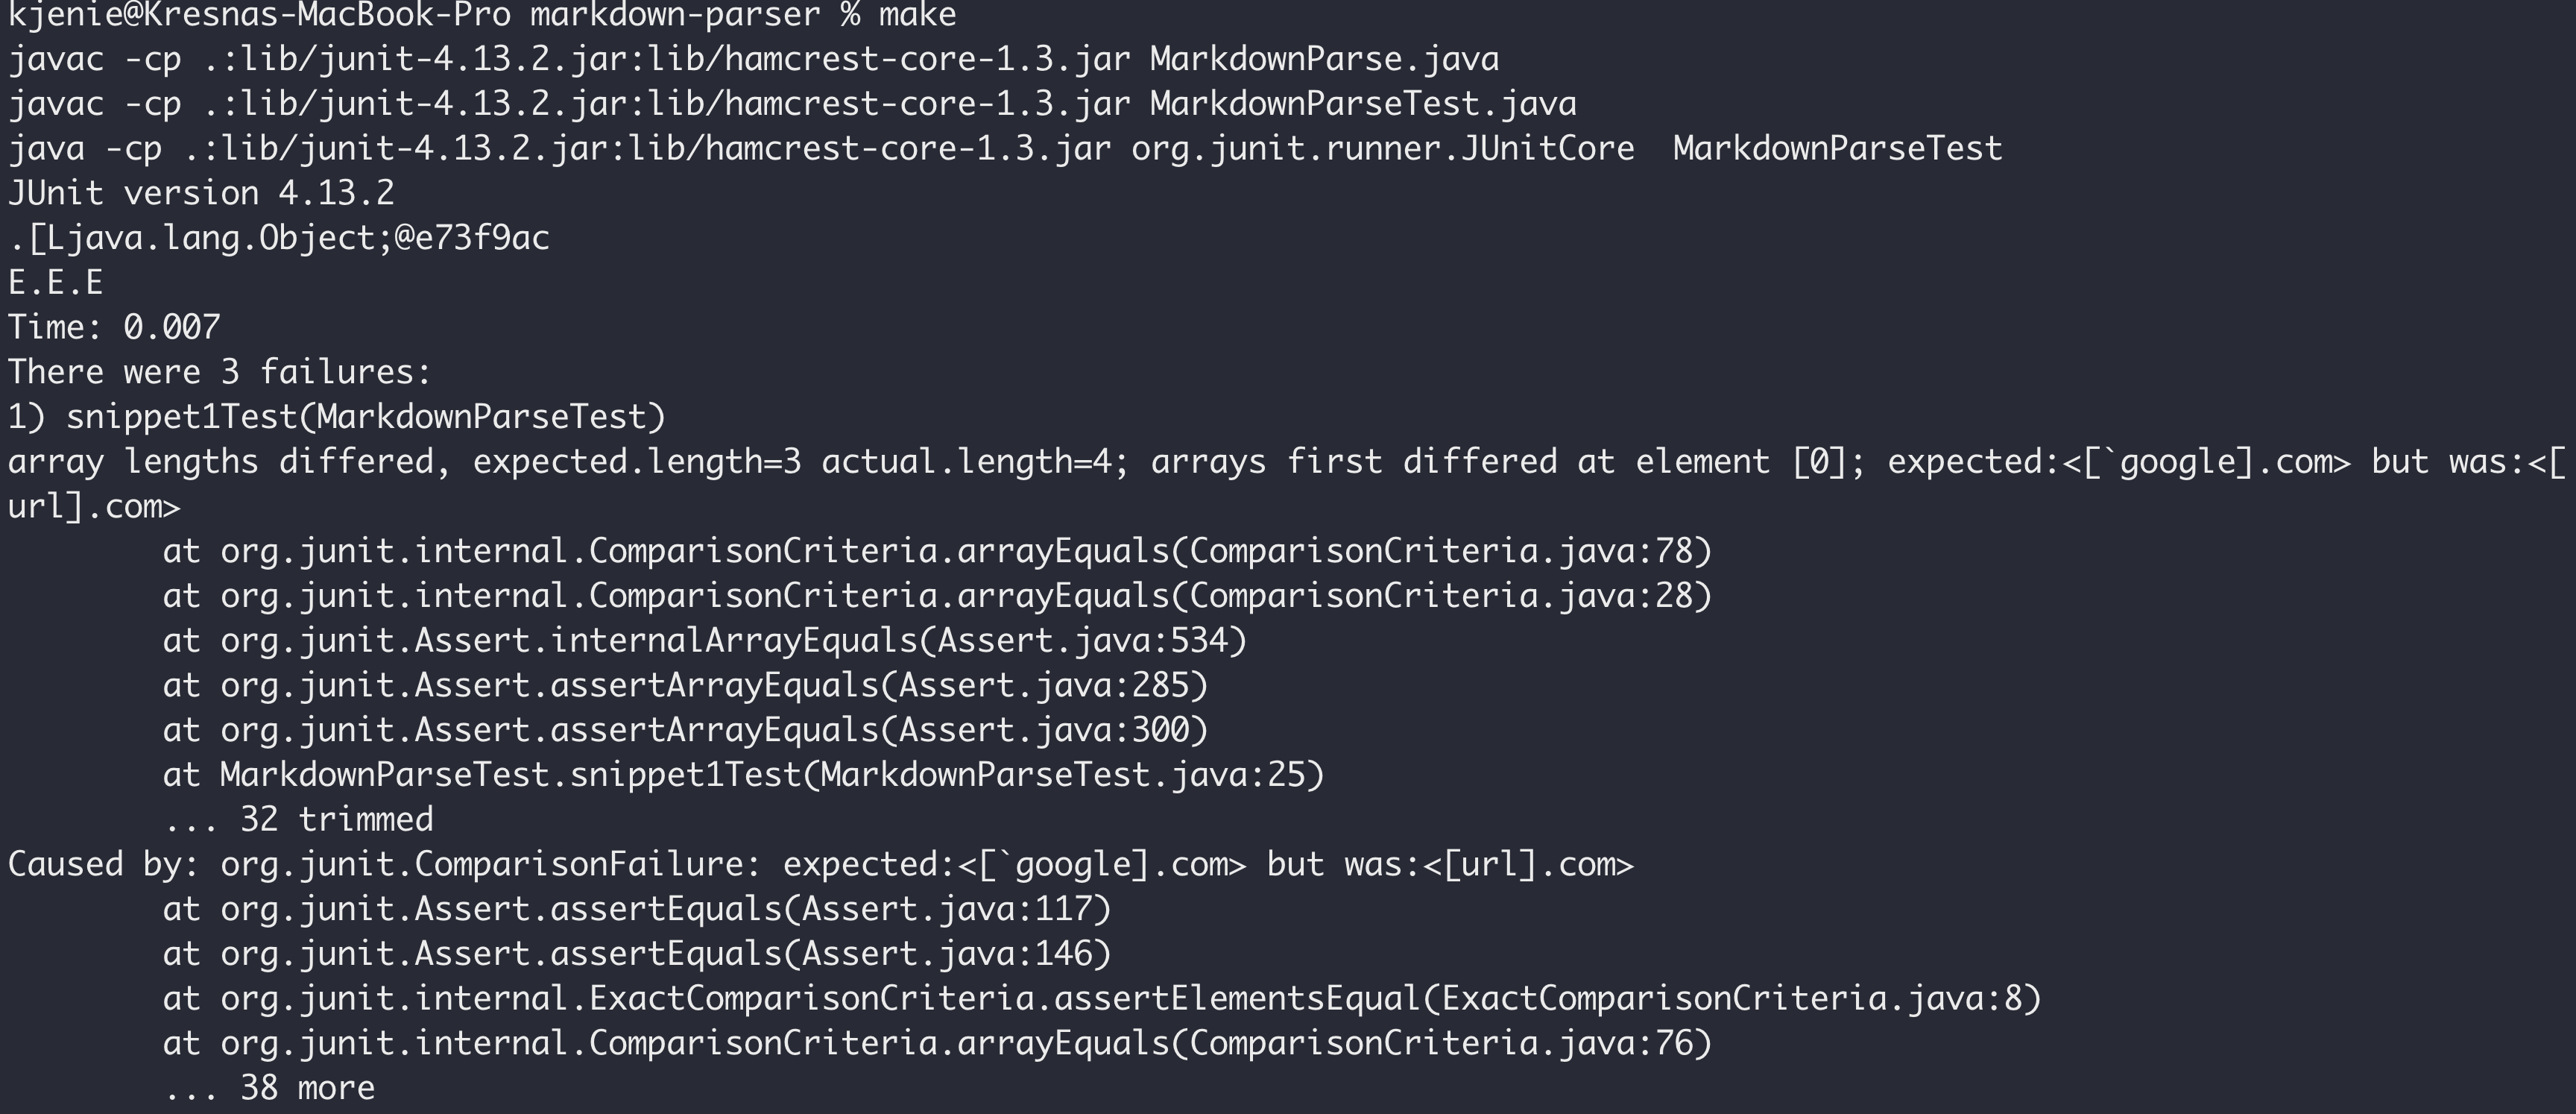 kjenie@Kresnas-MacBook-Pro markdown-parser % make
javac -cp .:lib/junit-4.13.2.jar:lib/hamcrest-core-1.3.jar MarkdownParse.java
javac -cp .:lib/junit-4.13.2.jar:lib/hamcrest-core-1.3.jar MarkdownParseTest.java
java -cp .:lib/junit-4.13.2.jar:lib/hamcrest-core-1.3.jar org.junit.runner.JUnitCore  MarkdownParseTest
JUnit version 4.13.2
.[Ljava.lang.Object;@e73f9ac
E.E.E
Time: 0.007
There were 3 failures:
1) snippet1Test(MarkdownParseTest)
array lengths differed, expected.length=3 actual.length=4; arrays first differed at element [0]; expected:<[`google].com> but was:<[
url].com>
        at org.junit.internal.ComparisonCriteria.arrayEquals(ComparisonCriteria.java:78)
        at org.junit.internal.ComparisonCriteria.arrayEquals(ComparisonCriteria.java:28)
        at org.junit.Assert.internalArrayEquals(Assert.java:534)
        at org.junit.Assert.assertArrayEquals(Assert.java:285)
        at org.junit.Assert.assertArrayEquals(Assert.java:300)
        at MarkdownParseTest.snippet1Test(MarkdownParseTest.java:25)
        ... 32 trimmed
Caused by: org.junit.ComparisonFailure: expected:<[`google].com> but was:<[url].com>
        at org.junit.Assert.assertEquals(Assert.java:117)
        at org.junit.Assert.assertEquals(Assert.java:146)
        at org.junit.internal.ExactComparisonCriteria.assertElementsEqual(ExactComparisonCriteria.java:8)
        at org.junit.internal.ComparisonCriteria.arrayEquals(ComparisonCriteria.java:76)
        ... 38 more